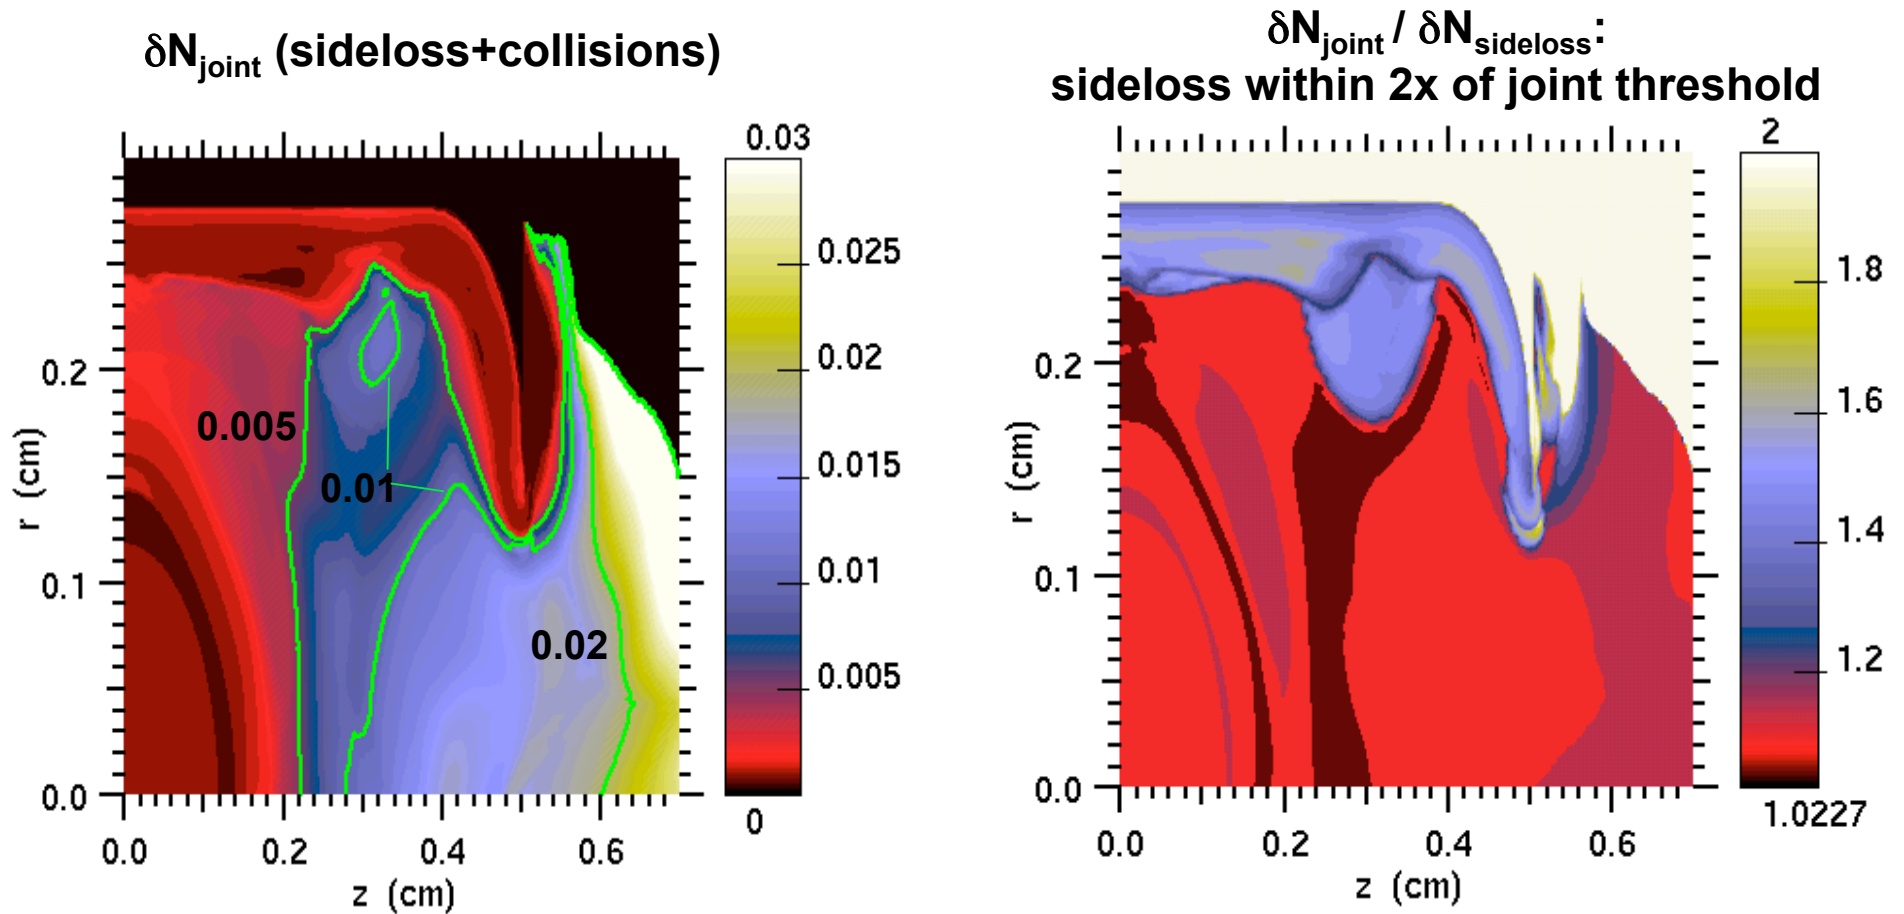 δN_joint (sideloss+collisions)
0.03
0.025
0.02
0.015
0.01
0.005
0
0.2
0.1
0.0
r (cm)
0.005
0.01
0.02
0.0 0.2 0.4 0.6
z (cm)
δN_joint / δN_sideloss:
sideloss within 2x of joint threshold
2
1.8
1.6
1.4
1.2
1.0227
0.2
0.1
0.0
r (cm)
0.0 0.2 0.4 0.6
z (cm)